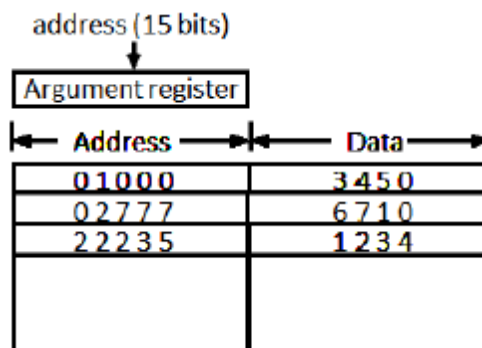 address (15 bits)
Argument register
Address Data
01000 3450
02777 6710
22235 1234